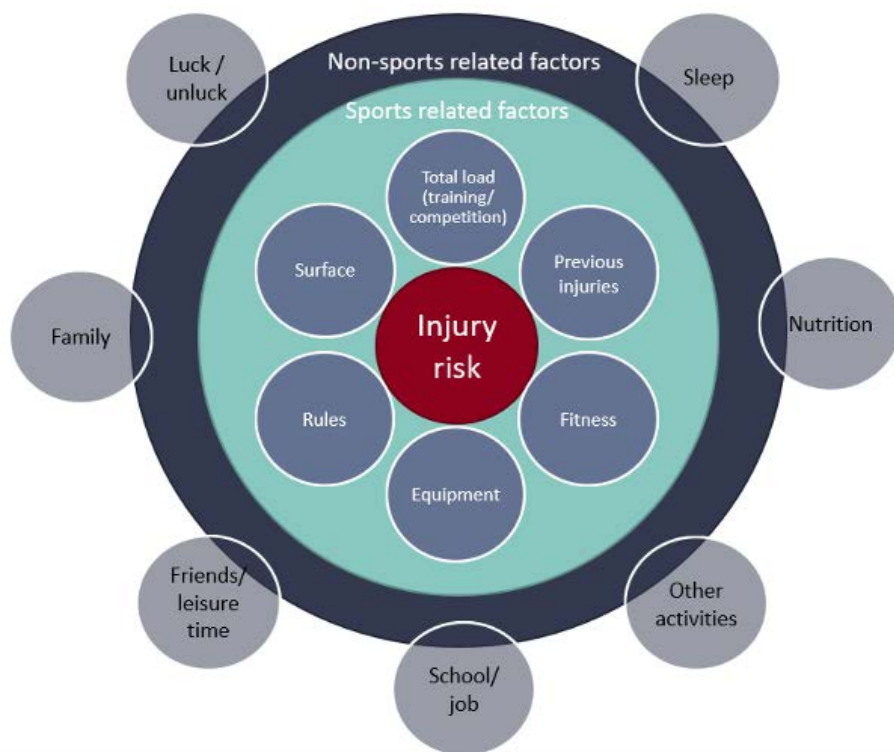 Luck /
unluck
Non-sports related factors
Sleep
Sports related factors
Total load
(training/
competition)
Surface
Previous
injuries
Family
Injury
risk
Nutrition
Rules
Fitness
Equipment
Friends/
leisure
time
Other
activities
School/
job